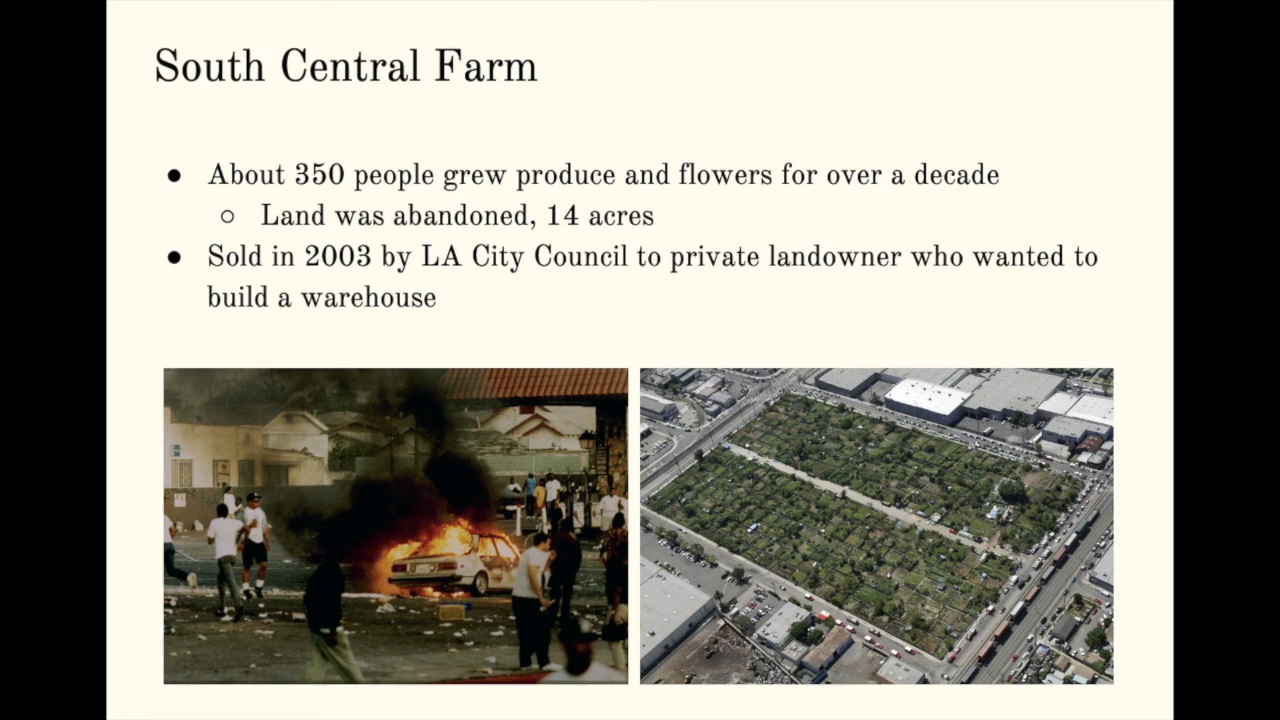 South Central Farm
● About 350 people grew produce and flowers for over a decade
○ Land was abandoned, 14 acres
● Sold in 2003 by LA City Council to private landowner who wanted to
build a warehouse